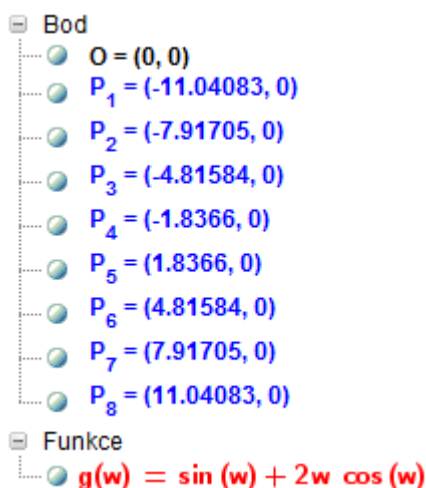 Bod
O = (0, 0)
P₁ = (-11.04083, 0)
P₂ = (-7.91705, 0)
P₃ = (-4.81584, 0)
P₄ = (-1.8366, 0)
P₅ = (1.8366, 0)
P₆ = (4.81584, 0)
P₇ = (7.91705, 0)
P₈ = (11.04083, 0)
Funkce
g(w) = sin (w) + 2w cos (w)